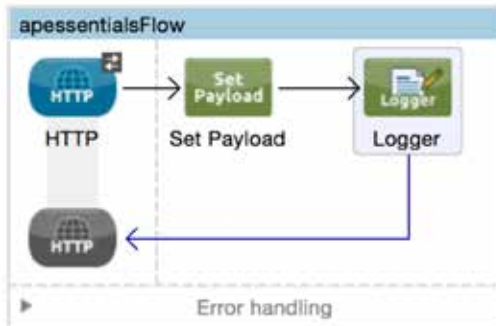 apessentialsFlow
HTTP
Set
Payload
Logger
HTTP
Set Payload
Logger
HTTP
Error handling